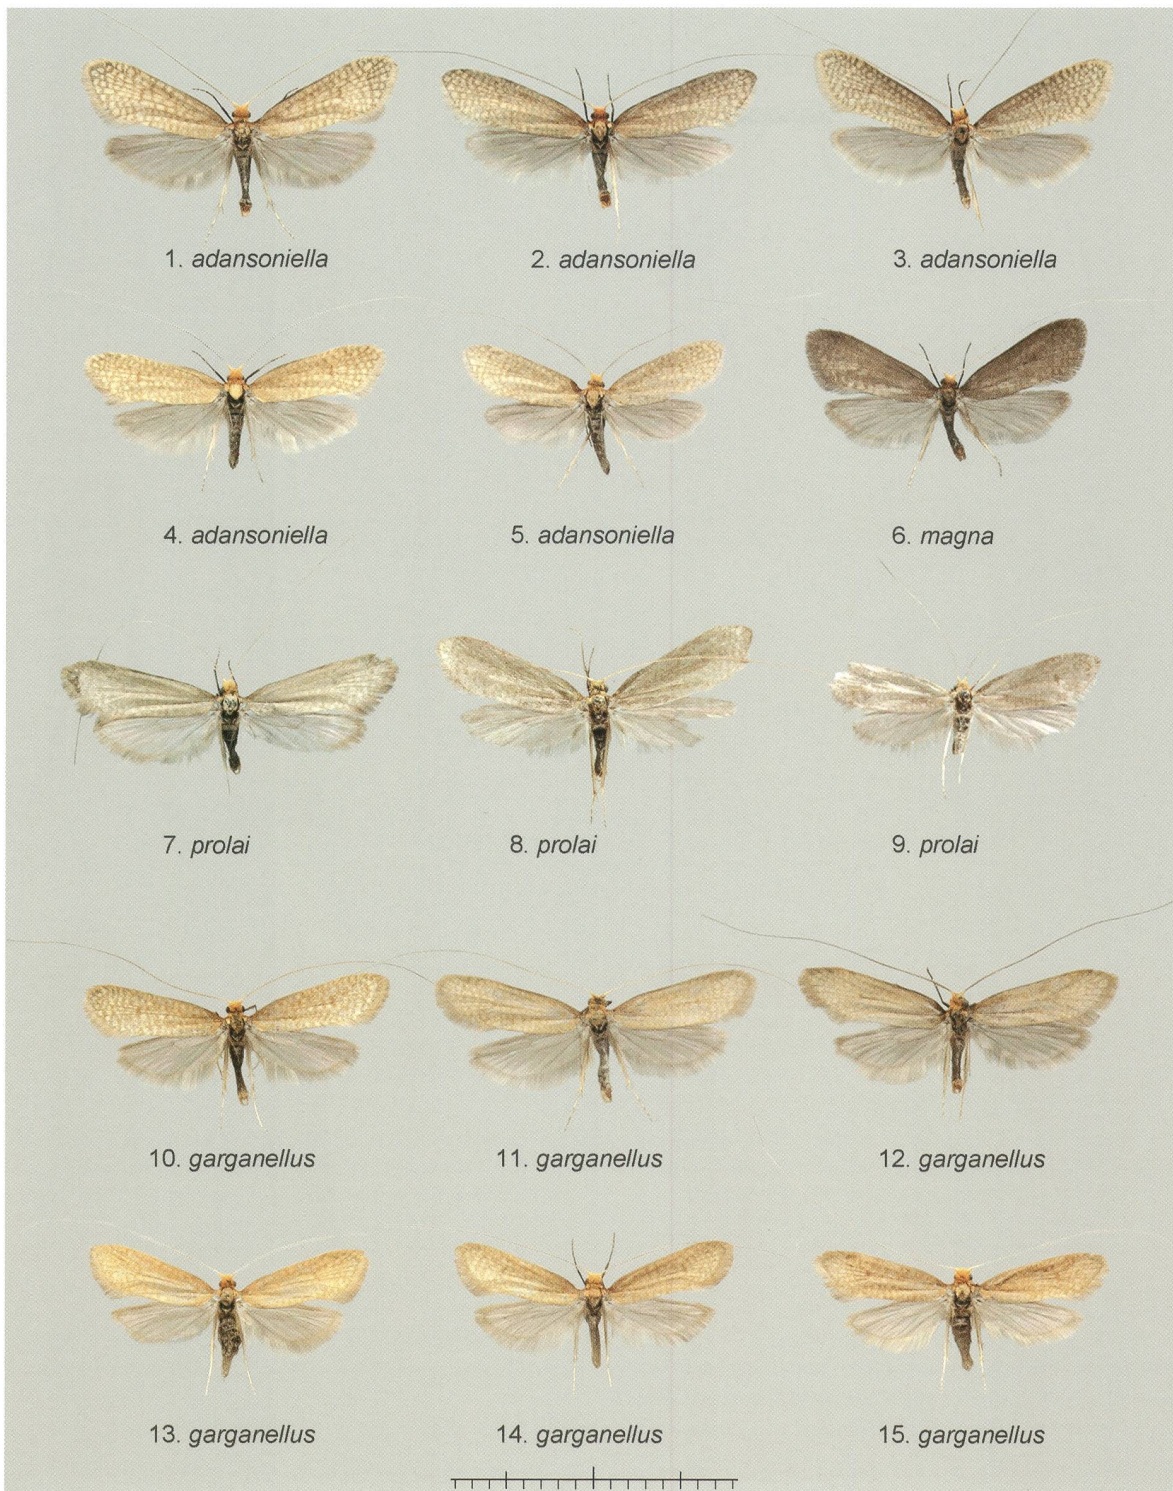 1. adansoniella 2. adansoniella 3. adansoniella
4. adansoniella 5. adansoniella 6. magna
7. prolai 8. prolai 9. prolai
10. garganellus 11. garganellus 12. garganellus
13. garganellus 14. garganellus 15. garganellus